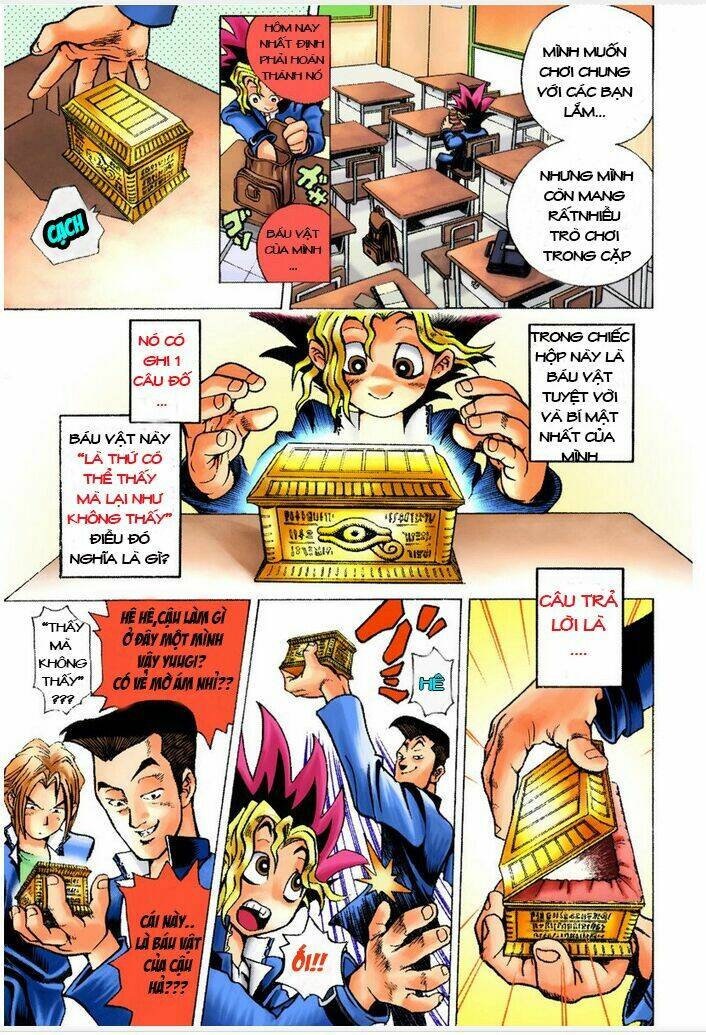 MÌNH MUỐN
CHƠI CHUNG
VỚI CÁC BẠN
LẮM...
NHƯNG MÌNH
CÒN MANG
RẤTNHIỀU
TRÒ CHƠI
TRONG CẶP
HÔM NAY
NHẤT ĐỊNH
PHẢI HOÀN
THÀNH NÓ
BÁU VẬT
CỦA MÌNH
...
CẠCH
TRONG CHIẾC
HỘP NÀY LÀ
BÁU VẬT
TUYỆT VỜI
VÀ BÍ MẬT
NHẤT CỦA
MÌNH
NÓ CÓ
GHI 1
CÂU ĐỐ
...
BÁU VẬT NÀY
"LÀ THỨ CÓ
THỂ THẤY
MÀ LẠI NHƯ
KHÔNG THẤY"
ĐIỀU ĐÓ
NGHĨA LÀ GÌ?
CÂU TRẢ
LỜI LÀ
....
HÊ
ỐI!!
HÊ HÊ,CẬU LÀM GÌ
Ở ĐÂY MỘT MÌNH
VẬY YUUGI?
CÓ VẺ MỜ ÁM NHỈ??
"THẤY
MÀ
KHÔNG
THẤY"
???
CÁI NÀY..
LÀ BÁU VẬT
CỦA CẬU
HẢ???